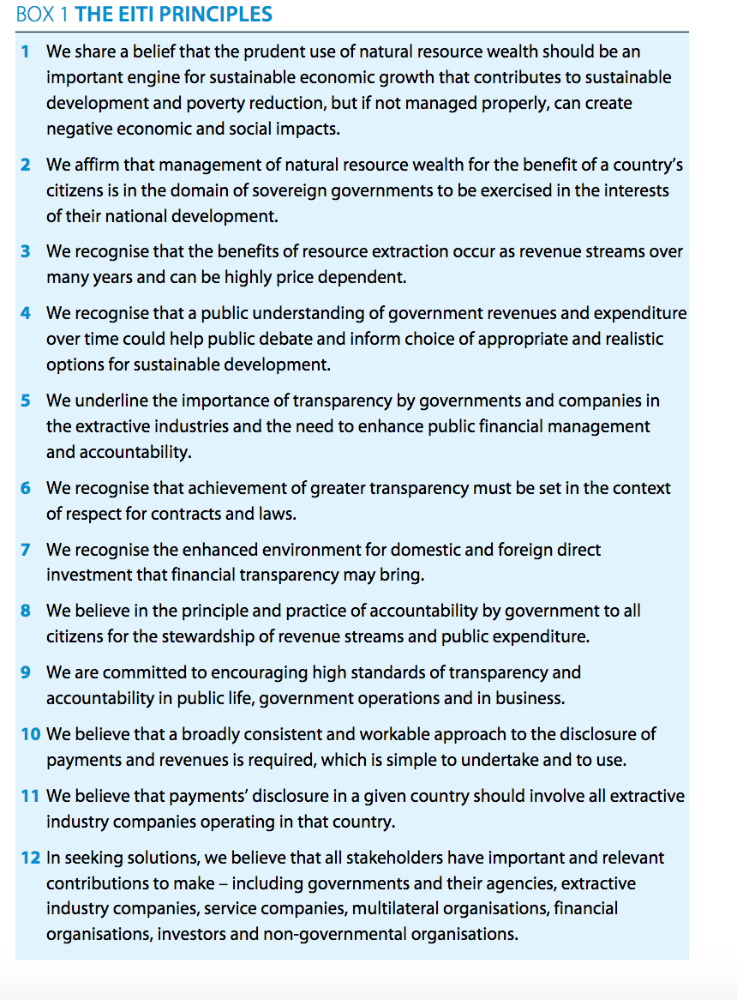 BOX 1 THE EITI PRINCIPLES
1 We share a belief that the prudent use of natural resource wealth should be an
important engine for sustainable economic growth that contributes to sustainable
development and poverty reduction, but if not managed properly, can create
negative economic and social impacts.
2 We affirm that management of natural resource wealth for the benefit of a country’s
citizens is in the domain of sovereign governments to be exercised in the interests
of their national development.
3 We recognise that the benefits of resource extraction occur as revenue streams over
many years and can be highly price dependent.
4 We recognise that a public understanding of government revenues and expenditure
over time could help public debate and inform choice of appropriate and realistic
options for sustainable development.
5 We underline the importance of transparency by governments and companies in
the extractive industries and the need to enhance public financial management
and accountability.
6 We recognise that achievement of greater transparency must be set in the context
of respect for contracts and laws.
7 We recognise the enhanced environment for domestic and foreign direct
investment that financial transparency may bring.
8 We believe in the principle and practice of accountability by government to all
citizens for the stewardship of revenue streams and public expenditure.
9 We are committed to encouraging high standards of transparency and
accountability in public life, government operations and in business.
10 We believe that a broadly consistent and workable approach to the disclosure of
payments and revenues is required, which is simple to undertake and to use.
11 We believe that payments’ disclosure in a given country should involve all extractive
industry companies operating in that country.
12 In seeking solutions, we believe that all stakeholders have important and relevant
contributions to make – including governments and their agencies, extractive
industry companies, service companies, multilateral organisations, financial
organisations, investors and non-governmental organisations.